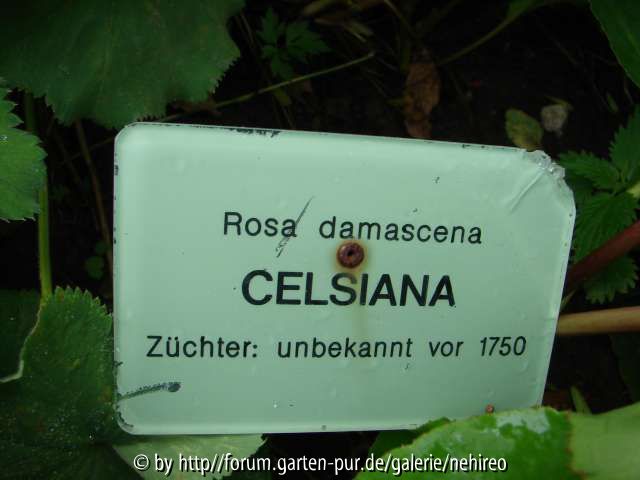 Rosa damascena
CELSIANA
Züchter: unbekannt vor 1750
© by http//forum.garten-pur.de/galerie/nehireo